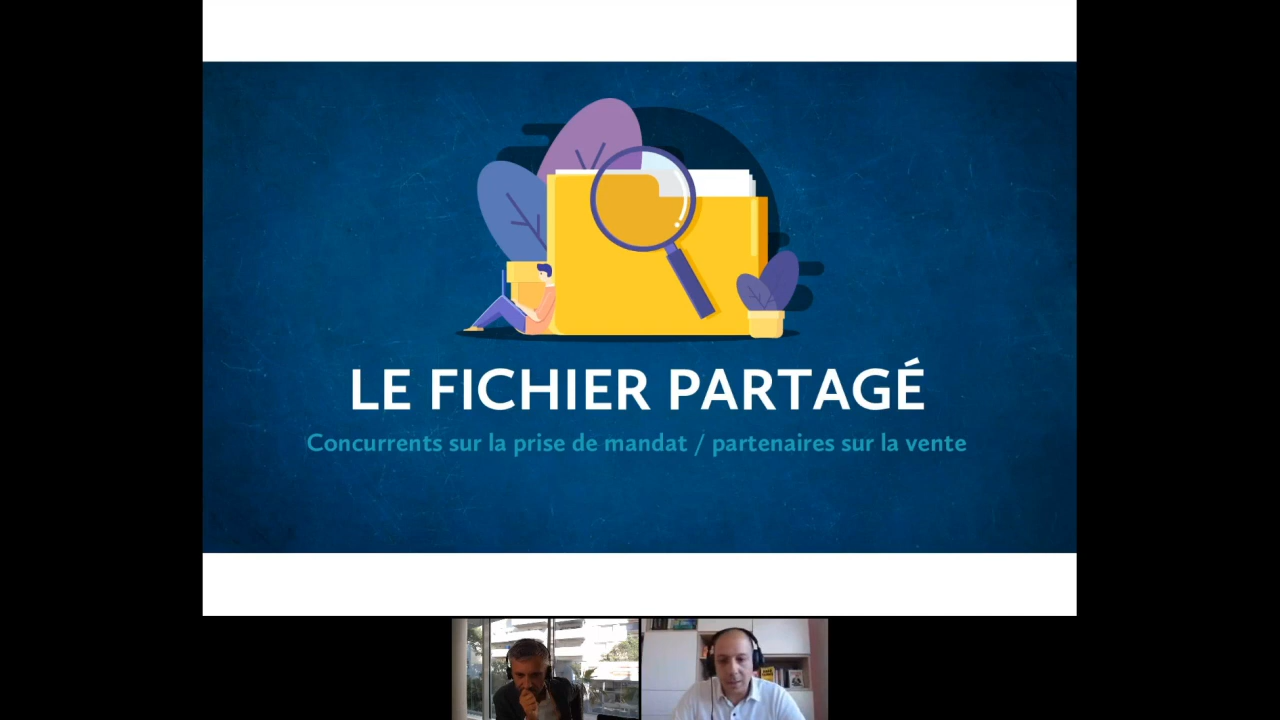 LE FICHIER PARTAGÉ
Concurrents sur la prise de mandat / partenaires sur la vente